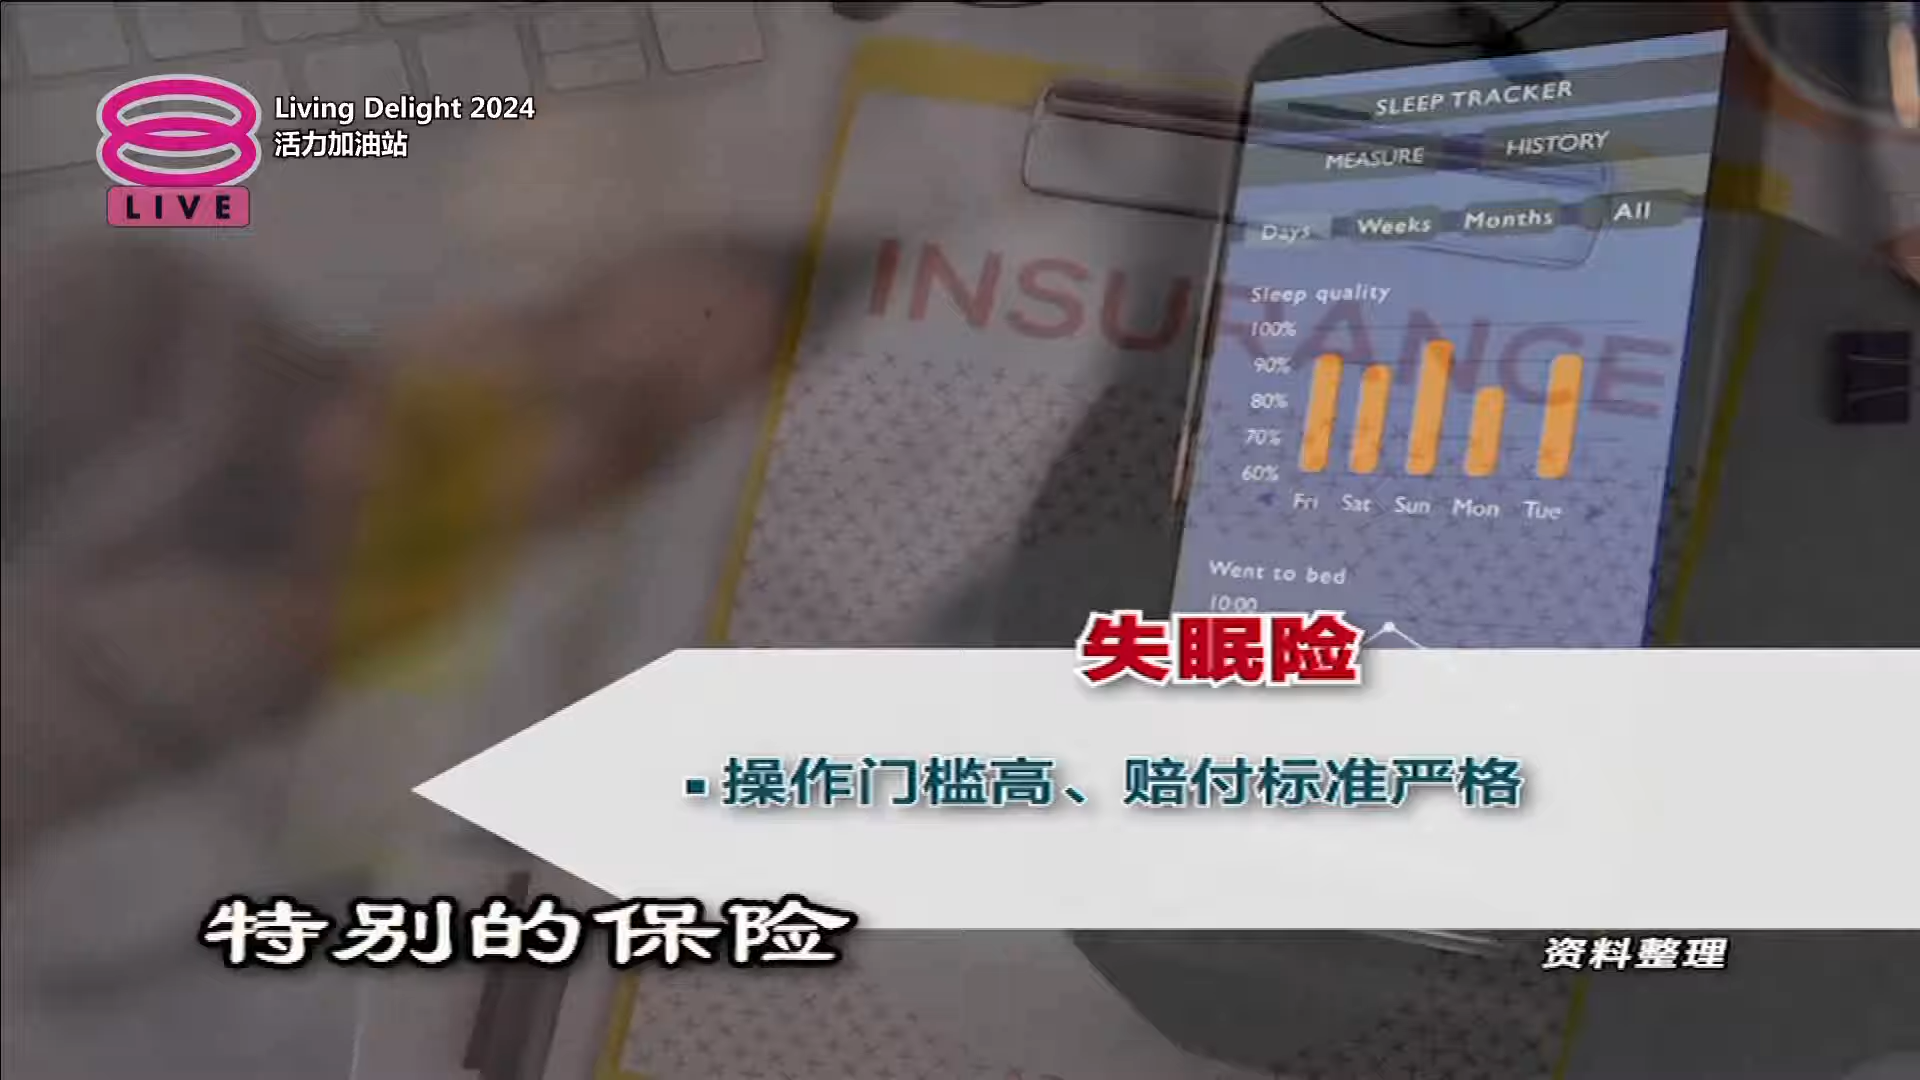 Living Delight 2024
活力加油站
LIVE
INSURANCE
SLEEP TRACKER
MEASURE HISTORY
Days Weeks Months All
Sleep quality
100%
90%
80%
70%
60%
Fri Sat Sun Mon Tue
Went to bed
10:00
失眠险
▪操作门槛高、赔付标准严格
特别的保险
资料整理